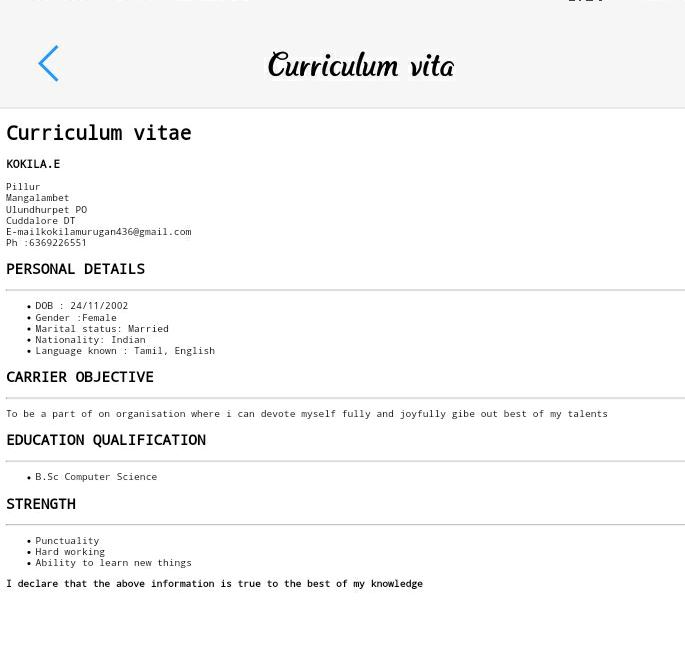 Curriculum vita
Curriculum vitae
KOKILA.E
Pillur
Mangalambet
Ulundhurpet PO
Cuddalore DT
E-mailkokilamurugan436@gmail.com
Ph :6369226551
PERSONAL DETAILS
• DOB : 24/11/2002
• Gender :Female
• Marital status: Married
• Nationality: Indian
• Language known : Tamil, English
CARRIER OBJECTIVE
To be a part of on organisation where i can devote myself fully and joyfully gibe out best of my talents
EDUCATION QUALIFICATION
• B.Sc Computer Science
STRENGTH
• Punctuality
• Hard working
• Ability to learn new things
I declare that the above information is true to the best of my knowledge